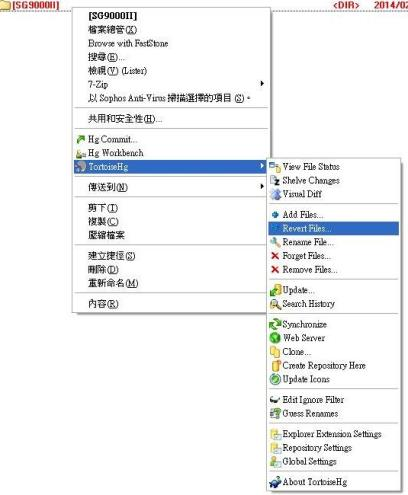 [SG9000II] <DIR> 2014/02
[SG9000II]
檔案總管(X)
Browse with FastStone
搜尋(E)...
檢視(V) (Lister)
7-Zip
以 Sophos Anti-Virus 掃描選擇的項目 (S)。
共用和安全性(H)...
Hg Commit...
Hg Workbench
TortoiseHg
傳送到(N)
剪下(T)
複製(C)
壓縮檔案
建立捷徑(S)
刪除(D)
重新命名(M)
內容(R)
View File Status
Shelve Changes
Visual Diff
Add Files...
Revert Files...
Rename File...
Forget Files...
Remove Files...
Update...
Search History
Synchronize
Web Server
Clone...
Create Repository Here
Update Icons
Edit Ignore Filter
Guess Renames
Explorer Extension Settings
Repository Settings
Global Settings
About TortoiseHg